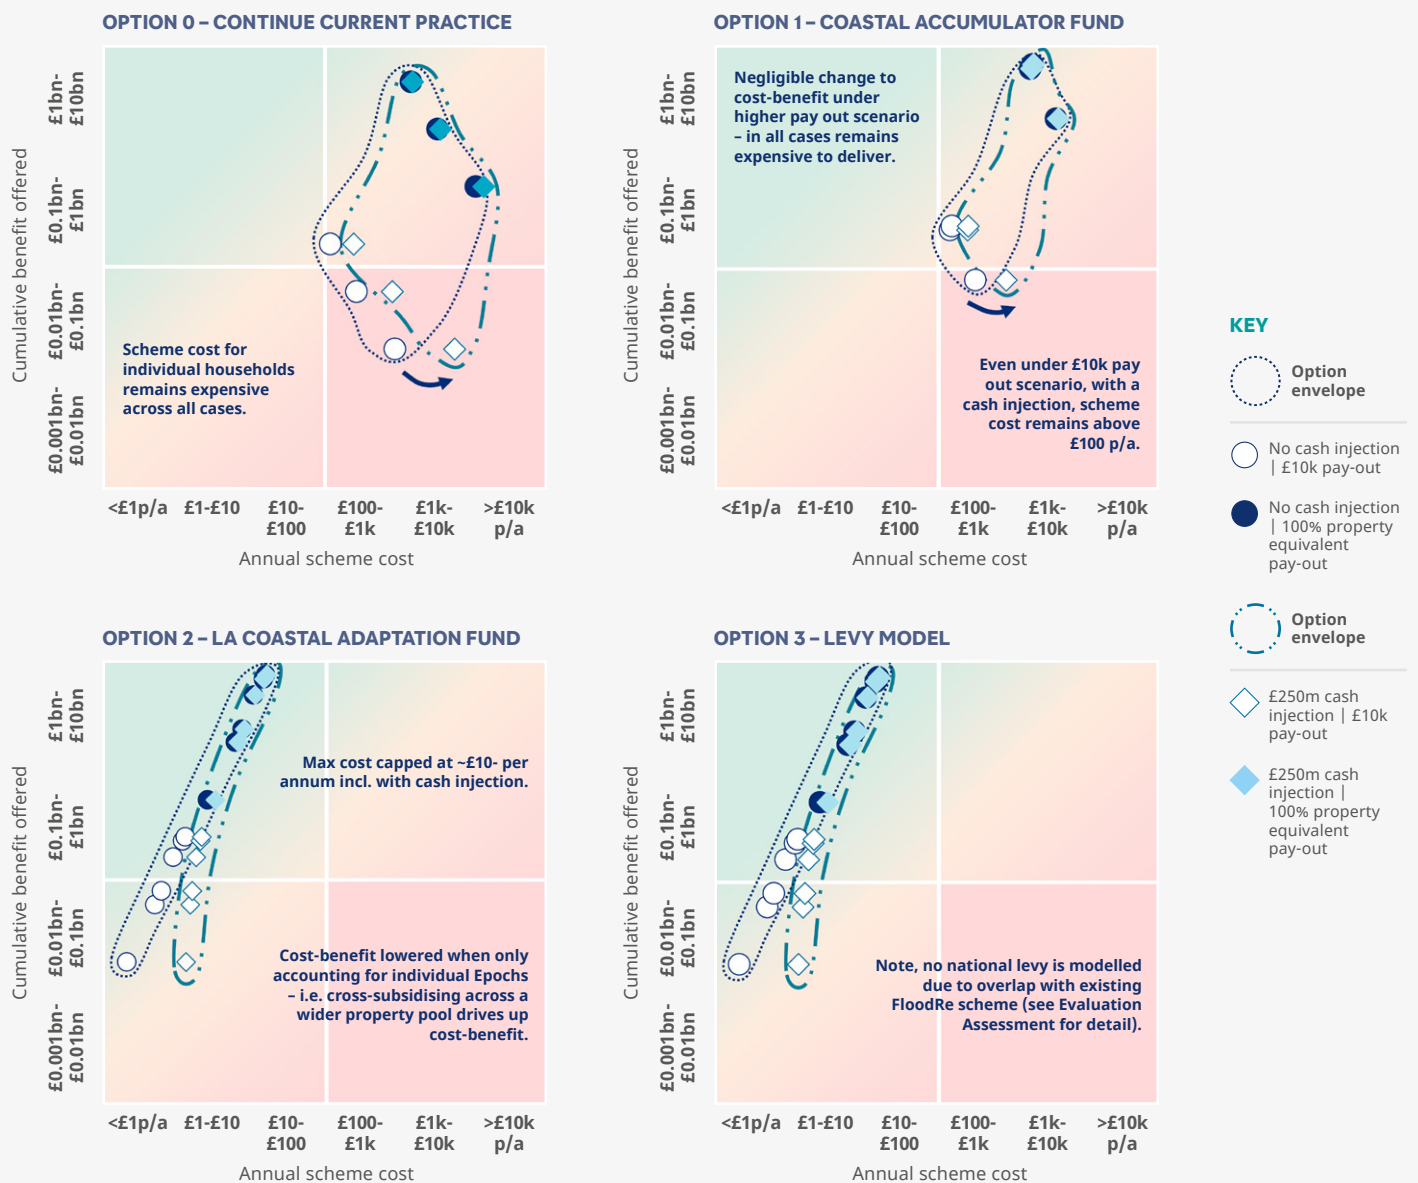 OPTION 0 – CONTINUE CURRENT PRACTICE
Cumulative benefit offered
£1bn-
£10bn
£0.1bn-
£1bn
£0.01bn-
£0.1bn
£0.001bn-
£0.01bn
Scheme cost for
individual households
remains expensive
across all cases.
<£1p/a £1-£10 £10- £100- £1k- >£10k
£100 £1k £10k p/a
Annual scheme cost
OPTION 1 – COASTAL ACCUMULATOR FUND
Cumulative benefit offered
£1bn-
£10bn
£0.1bn-
£1bn
£0.01bn-
£0.1bn
£0.001bn-
£0.01bn
Negligible change to
cost-benefit under
higher pay out scenario
– in all cases remains
expensive to deliver.
Even under £10k pay
out scenario, with a
cash injection, scheme
cost remains above
£100 p/a.
<£1p/a £1-£10 £10- £100- £1k- >£10k
£100 £1k £10k p/a
Annual scheme cost
KEY
Option
envelope
No cash injection
| £10k pay-out
No cash injection
| 100% property
equivalent
pay-out
Option
envelope
£250m cash
injection | £10k
pay-out
£250m cash
injection |
100% property
equivalent
pay-out
OPTION 2 – LA COASTAL ADAPTATION FUND
Cumulative benefit offered
£1bn-
£10bn
£0.1bn-
£1bn
£0.01bn-
£0.1bn
£0.001bn-
£0.01bn
Max cost capped at ~£10- per
annum incl. with cash injection.
Cost-benefit lowered when only
accounting for individual Epochs
– i.e. cross-subsidising across a
wider property pool drives up
cost-benefit.
<£1p/a £1-£10 £10- £100- £1k- >£10k
£100 £1k £10k p/a
Annual scheme cost
OPTION 3 – LEVY MODEL
Cumulative benefit offered
£1bn-
£10bn
£0.1bn-
£1bn
£0.01bn-
£0.1bn
£0.001bn-
£0.01bn
Note, no national levy is modelled
due to overlap with existing
FloodRe scheme (see Evaluation
Assessment for detail).
<£1p/a £1-£10 £10- £100- £1k- >£10k
£100 £1k £10k p/a
Annual scheme cost